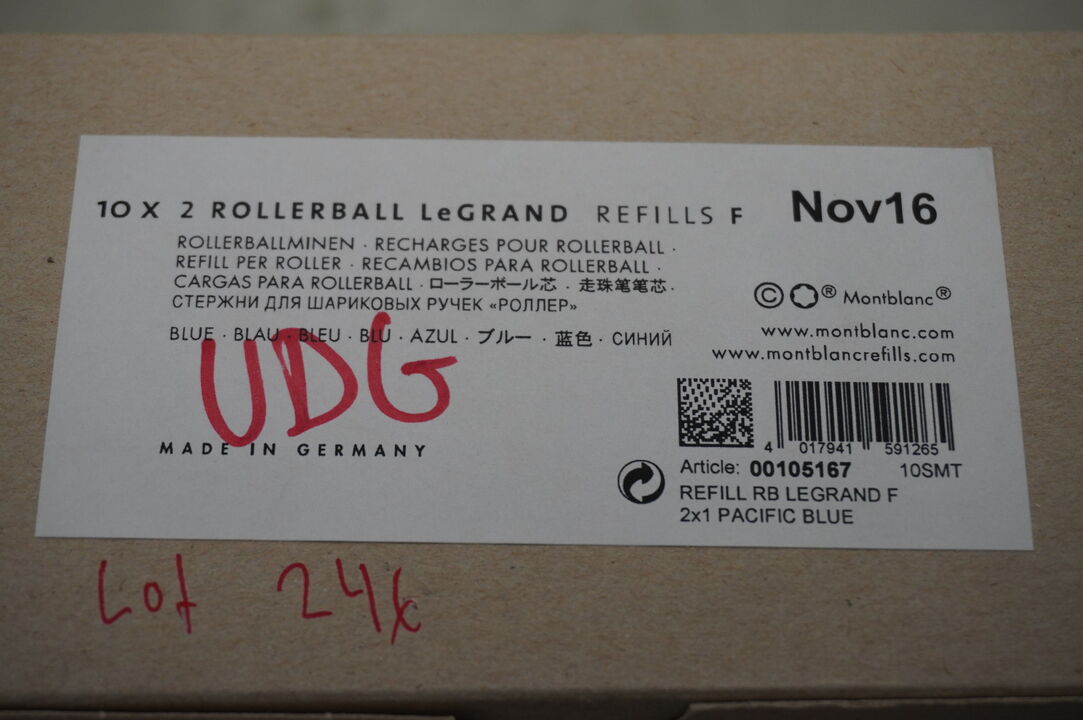 10 X 2 ROLLERBALL LeGRAND REFILLS F
Nov16
ROLLERBALLMINEN · RECHARGES POUR ROLLERBALL ·
REFILL PER ROLLER · RECAMBIOS PARA ROLLERBALL ·
CARGAS PARA ROLLERBALL · ローラーボール芯 · 走珠笔笔芯 ·
СТЕРЖНИ ДЛЯ ШАРИКОВЫХ РУЧЕК «РОЛЛЕР»
BLUE · BLAU · BLEU · BLU · AZUL · ブルー · 蓝色 · СИНИЙ
© ® Montblanc®
www.montblanc.com
www.montblancrefills.com
UDG
MADE IN GERMANY
4 017941 591265
Article: 00105167 10SMT
REFILL RB LEGRAND F
2x1 PACIFIC BLUE
Lot 24x